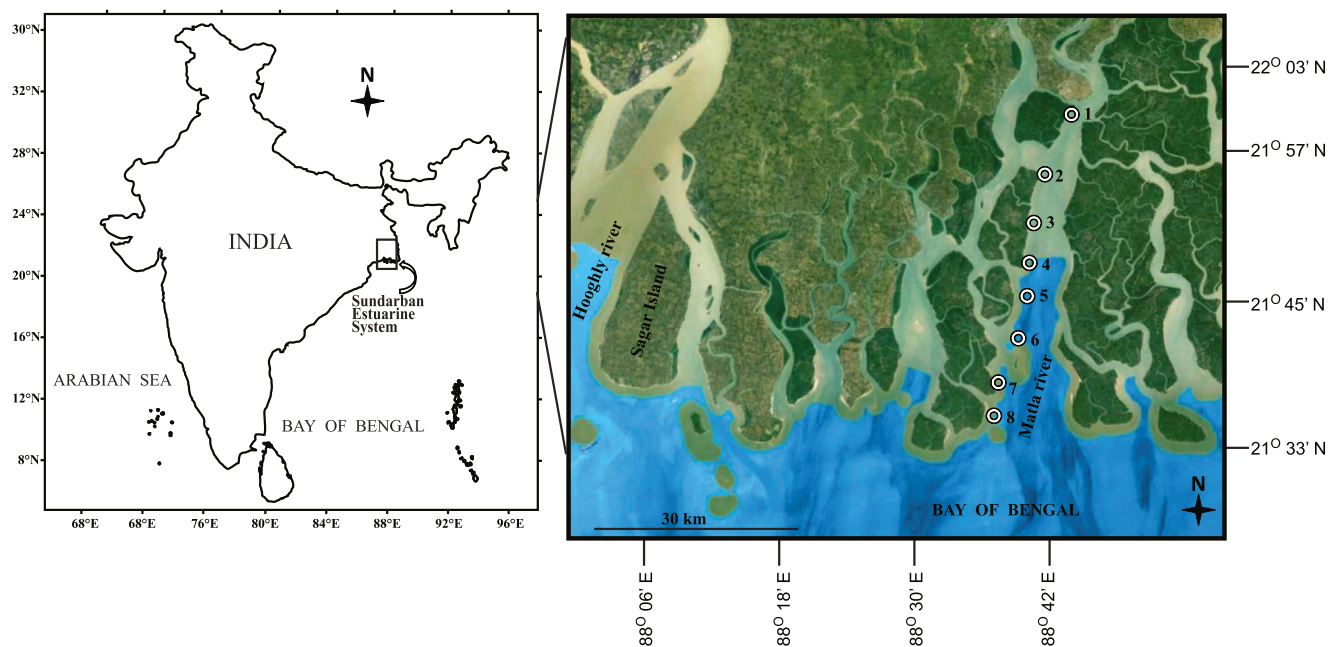 30°N
32°N
28°N
24°N
20°N
16°N
12°N
8°N
68°E
68°E
76°E
80°E
84°E
88°E
92°E
96°E
N
INDIA
Sundarban
Estuarine
System
ARABIAN SEA
BAY OF BENGAL
Hooghly river
Sagar Island
Matla river
1
2
3
4
5
6
7
8
30 km
BAY OF BENGAL
N
22° 03' N
21° 57' N
21° 45' N
21° 33' N
88° 06' E
88° 18' E
88° 30' E
88° 42' E